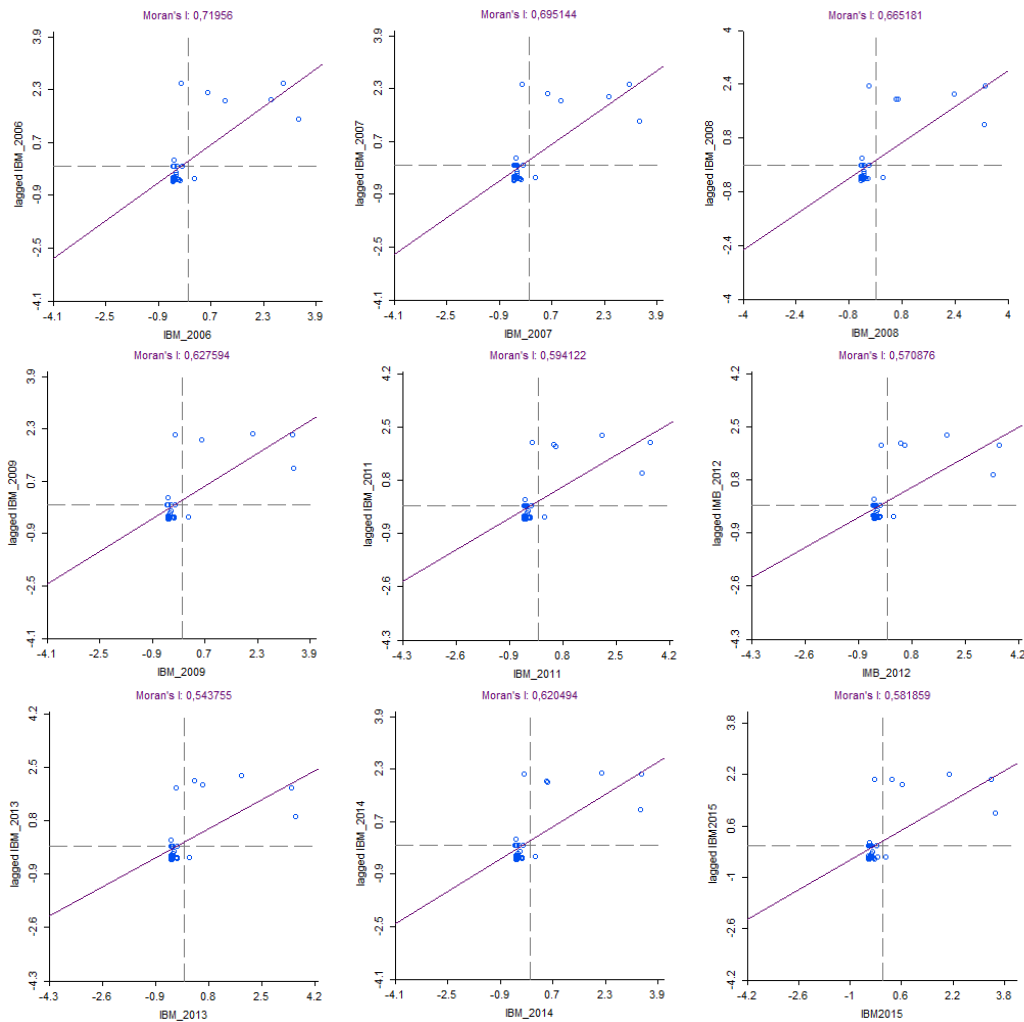 Moran's I: 0,71956
3.9
2.3
0.7
-0.9
-2.5
-4.1
lagged IBM_2006
-4.1 -2.5 -0.9 0.7 2.3 3.9
IBM_2006
Moran's I: 0,695144
3.9
2.3
0.7
-0.9
-2.5
-4.1
lagged IBM_2007
-4.1 -2.5 -0.9 0.7 2.3 3.9
IBM_2007
Moran's I: 0,665181
4
2.4
0.8
-0.8
-2.4
-4
lagged IBM_2008
-4 -2.4 -0.8 0.8 2.4 4
IBM_2008
Moran's I: 0,627594
3.9
2.3
0.7
-0.9
-2.5
-4.1
lagged IBM_2009
-4.1 -2.5 -0.9 0.7 2.3 3.9
IBM_2009
Moran's I: 0,594122
4.2
2.5
0.8
-0.9
-2.6
-4.3
lagged IBM_2011
-4.3 -2.6 -0.9 0.8 2.5 4.2
IBM_2011
Moran's I: 0,570876
4.2
2.5
0.8
-0.9
-2.6
-4.3
lagged IMB_2012
-4.3 -2.6 -0.9 0.8 2.5 4.2
IMB_2012
Moran's I: 0,543755
4.2
2.5
0.8
-0.9
-2.6
-4.3
lagged IBM_2013
-4.3 -2.6 -0.9 0.8 2.5 4.2
IBM_2013
Moran's I: 0,620494
3.9
2.3
0.7
-0.9
-2.5
-4.1
lagged IBM_2014
-4.1 -2.5 -0.9 0.7 2.3 3.9
IBM_2014
Moran's I: 0,581859
3.8
2.2
0.6
-1
-2.6
-4.2
lagged IBM2015
-4.2 -2.6 -1 0.6 2.2 3.8
IBM2015